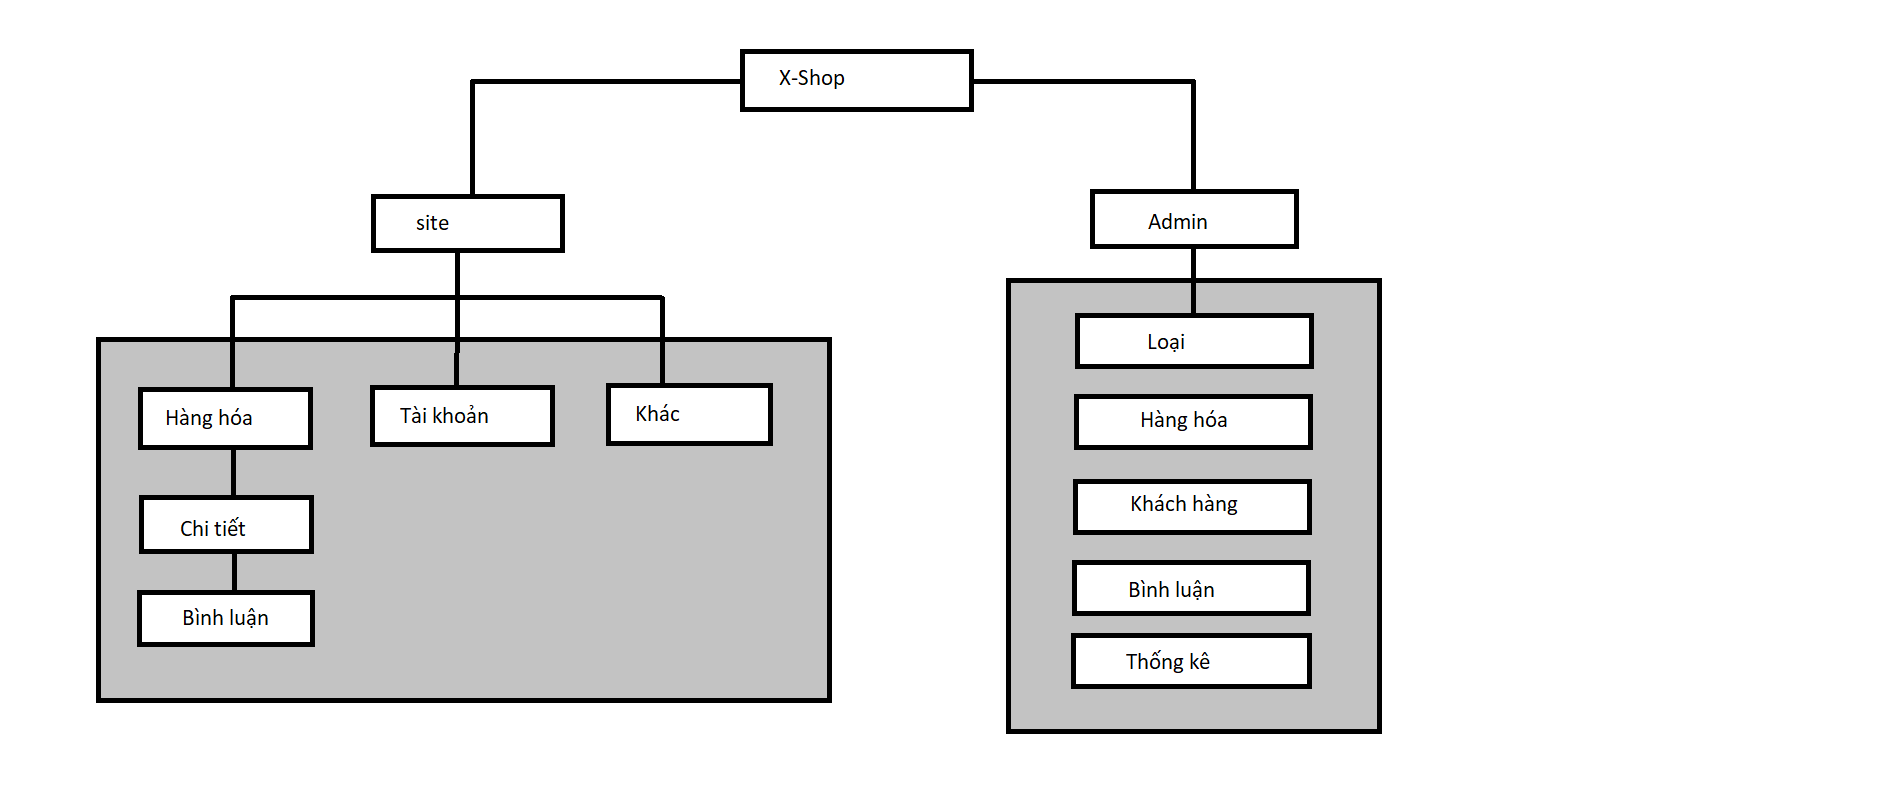 X-Shop
site
Admin
Hàng hóa
Tài khoản
Khác
Chi tiết
Bình luận
Loại
Hàng hóa
Khách hàng
Bình luận
Thống kê